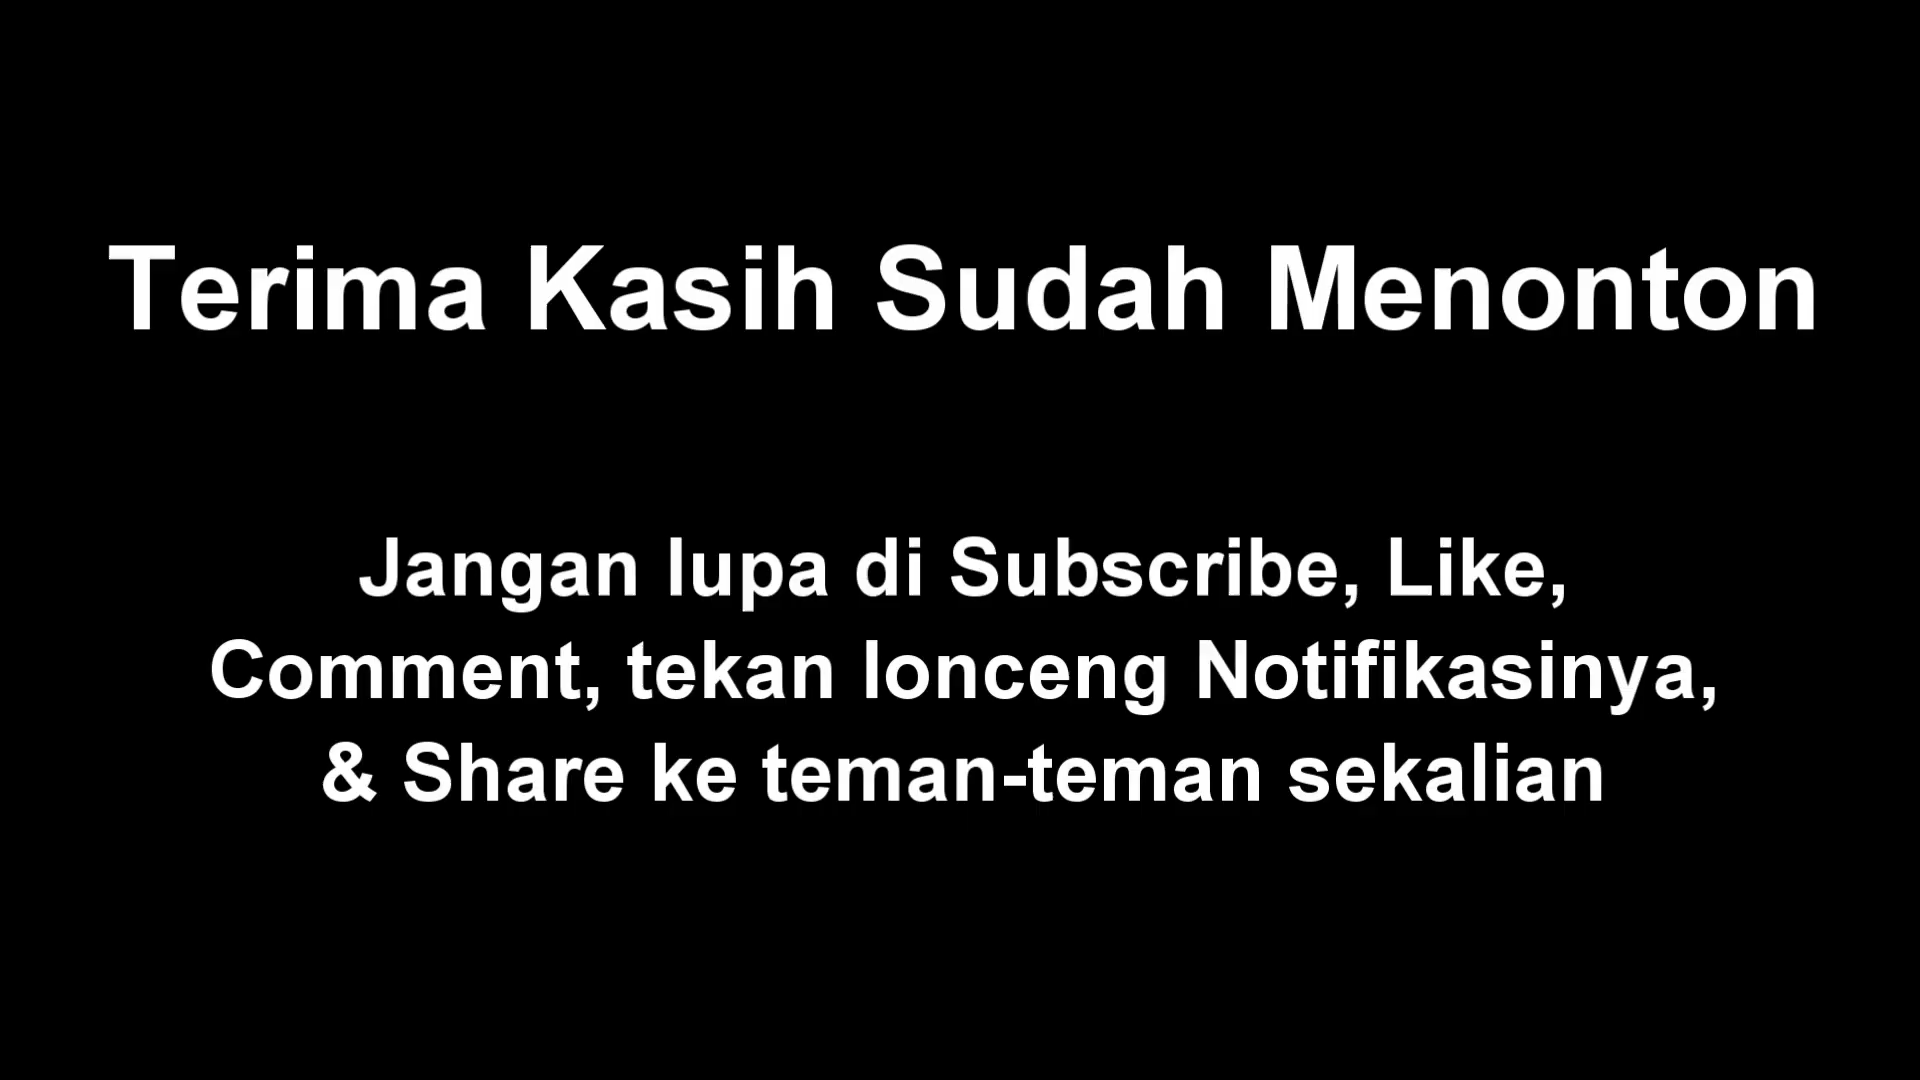 Terima Kasih Sudah Menonton
Jangan lupa di Subscribe, Like,
Comment, tekan lonceng Notifikasinya,
& Share ke teman-teman sekalian